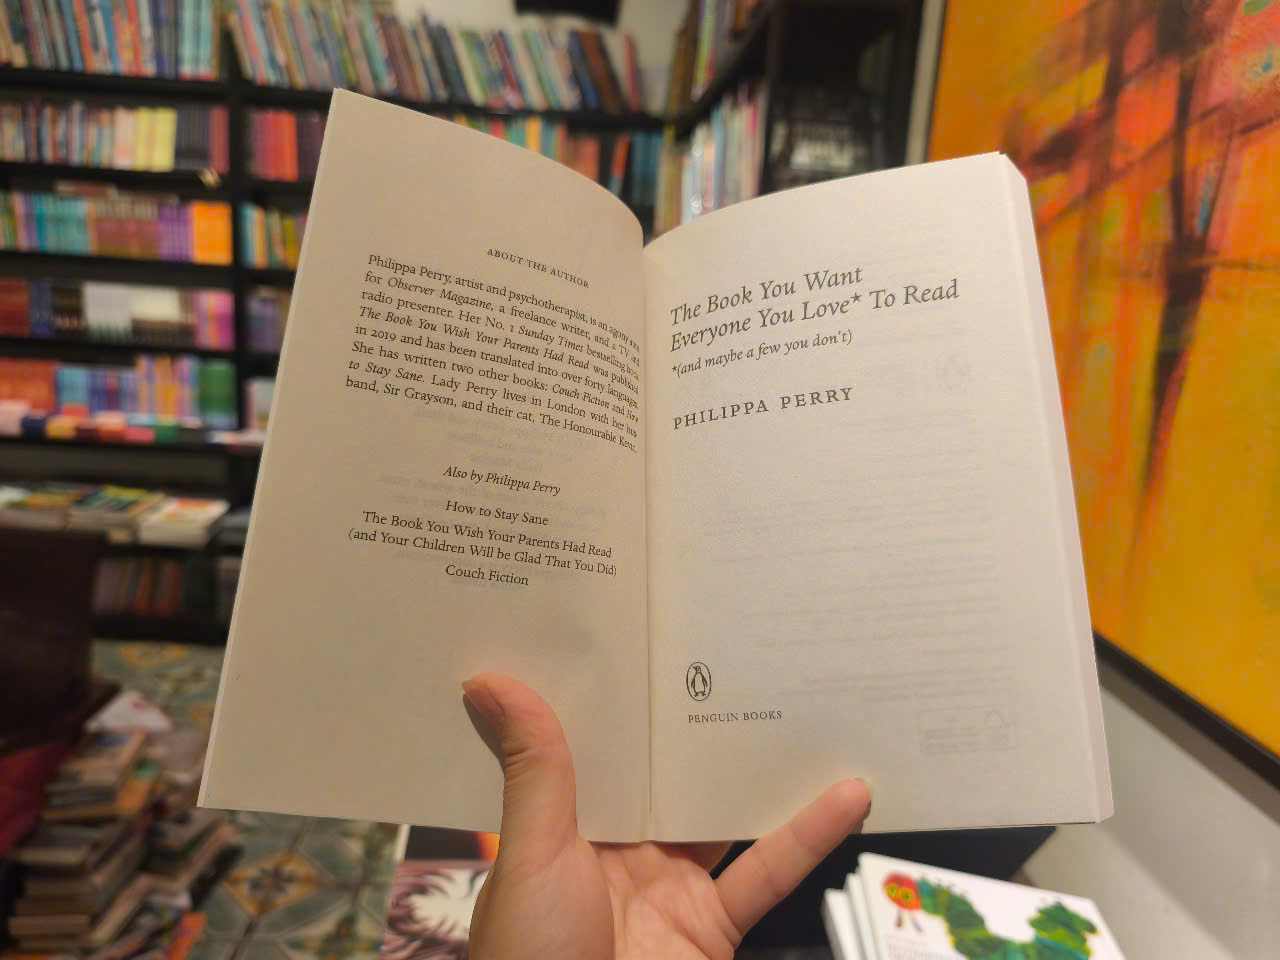 ABOUT THE AUTHOR
Philippa Perry, artist and psychotherapist, is an agony aunt
for Observer Magazine, a freelance writer, and a TV and
radio presenter. Her No. 1 Sunday Times bestselling book
The Book You Wish Your Parents Had Read was published
in 2019 and has been translated into over forty languages.
She has written two other books: Couch Fiction and How
to Stay Sane. Lady Perry lives in London with her hus-
band, Sir Grayson, and their cat, The Honourable Kevin.
Also by Philippa Perry
How to Stay Sane
The Book You Wish Your Parents Had Read
(and Your Children Will be Glad That You Did)
Couch Fiction
The Book You Want
Everyone You Love* To Read
*(and maybe a few you don't)
PHILIPPA PERRY
PENGUIN BOOKS